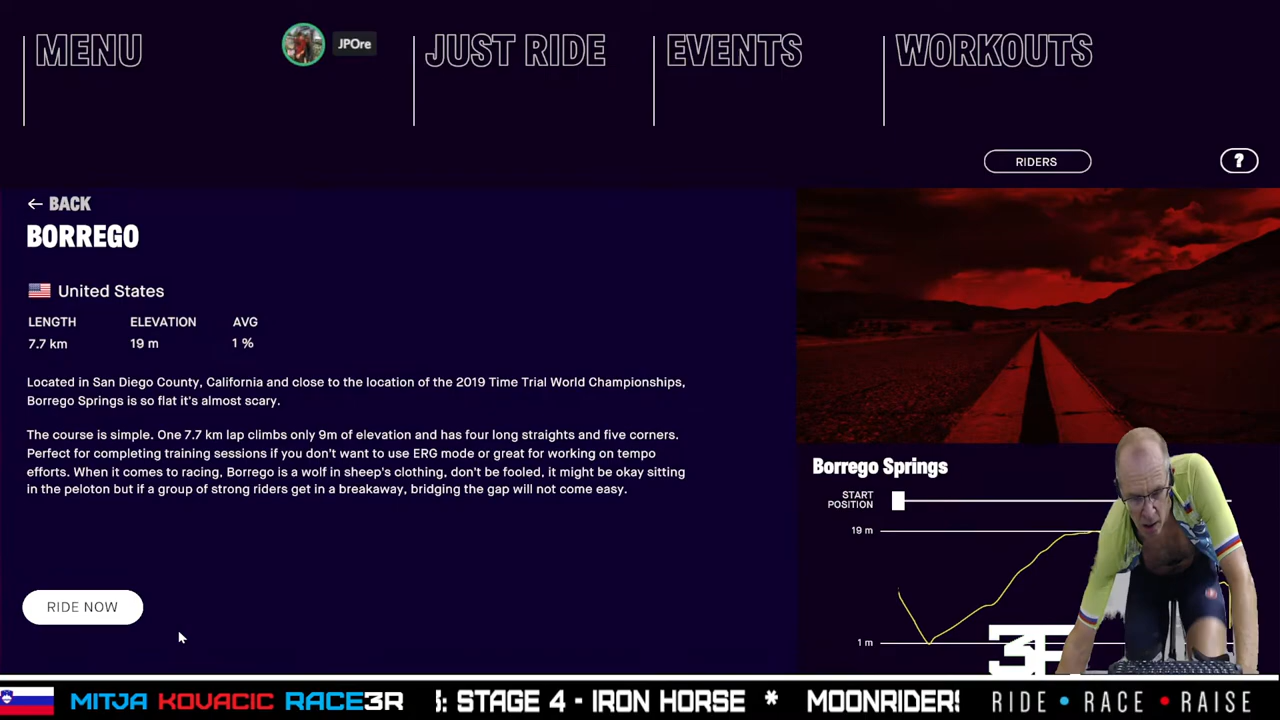 MENU
JPOre
JUST RIDE
EVENTS
WORKOUTS
RIDERS
?
← BACK
BORREGO
United States
LENGTH ELEVATION AVG
7.7 km 19 m 1 %
Located in San Diego County, California and close to the location of the 2019 Time Trial World Championships,
Borrego Springs is so flat it's almost scary.
The course is simple. One 7.7 km lap climbs only 9m of elevation and has four long straights and five corners.
Perfect for completing training sessions if you don't want to use ERG mode or great for working on tempo
efforts. When it comes to racing, Borrego is a wolf in sheep's clothing, don't be fooled, it might be okay sitting
in the peloton but if a group of strong riders get in a breakaway, bridging the gap will not come easy.
RIDE NOW
Borrego Springs
START
POSITION
19 m
1 m
MITJA KOVACIC RACE3R : STAGE 4 - IRON HORSE * MOONRIDERS RIDE • RACE • RAISE